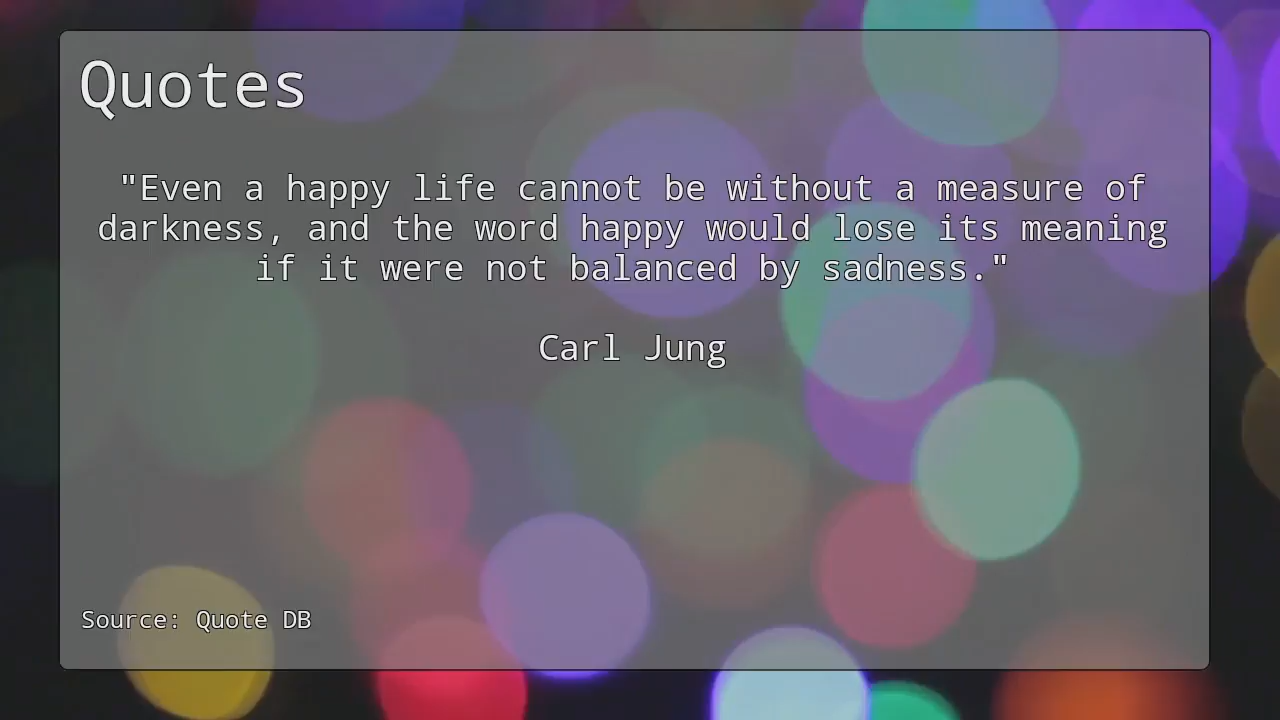 Quotes
"Even a happy life cannot be without a measure of
darkness, and the word happy would lose its meaning
if it were not balanced by sadness."
Carl Jung
Source: Quote DB